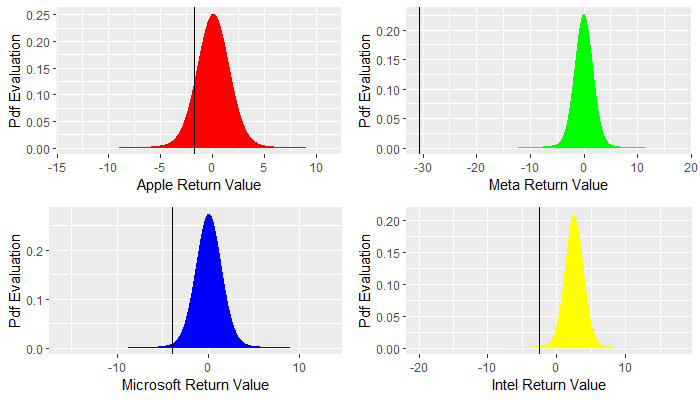 Pdf Evaluation
0.25
0.20
0.15
0.10
0.05
0.00
-15 -10 -5 0 5 10
Apple Return Value
Pdf Evaluation
0.20
0.15
0.10
0.05
0.00
-30 -20 -10 0 10 20
Meta Return Value
Pdf Evaluation
0.2
0.1
0.0
-10 0 10
Microsoft Return Value
Pdf Evaluation
0.20
0.15
0.10
0.05
0.00
-20 -10 0 10
Intel Return Value